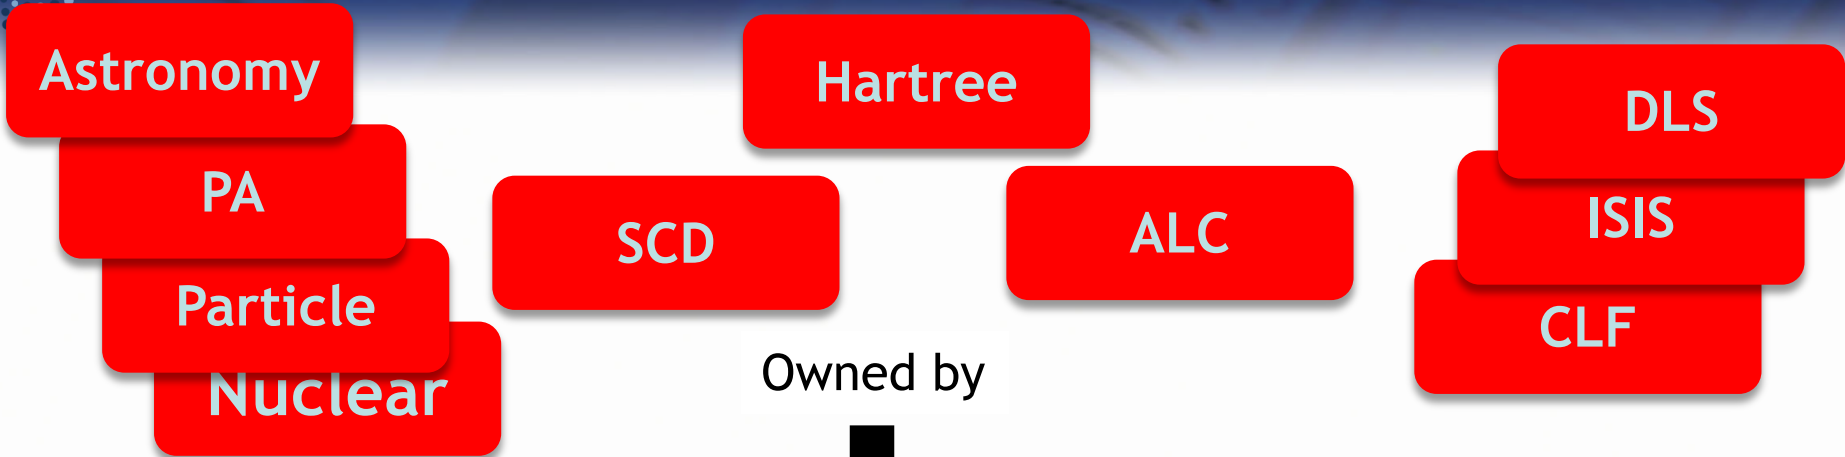 Astronomy
PA
Particle
Nuclear
Hartree
SCD
ALC
Owned by
DLS
ISIS
CLF